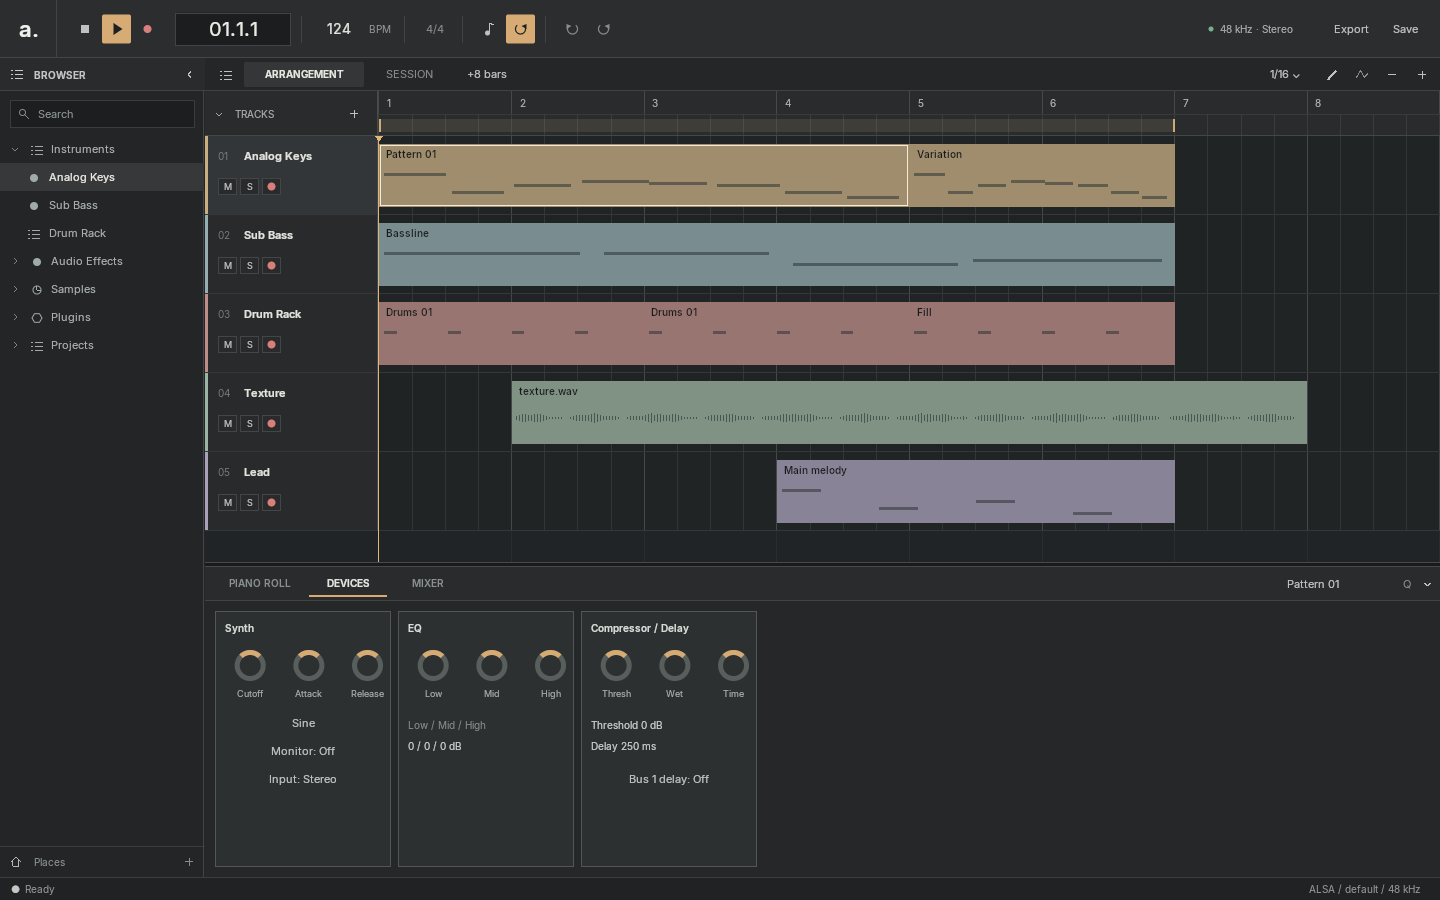 a.
01.1.1
124 BPM
4/4
48 kHz · Stereo
Export
Save
BROWSER
ARRANGEMENT
SESSION
+8 bars
1/16
Search
TRACKS
1 2 3 4 5 6 7 8
Instruments
Analog Keys
Sub Bass
Drum Rack
Audio Effects
Samples
Plugins
Projects
01 Analog Keys
M S
Pattern 01
Variation
02 Sub Bass
M S
Bassline
03 Drum Rack
M S
Drums 01
Drums 01
Fill
04 Texture
M S
texture.wav
05 Lead
M S
Main melody
PIANO ROLL
DEVICES
MIXER
Pattern 01
Q
Synth
Cutoff Attack Release
Sine
Monitor: Off
Input: Stereo
EQ
Low Mid High
Low / Mid / High
0 / 0 / 0 dB
Compressor / Delay
Thresh Wet Time
Threshold 0 dB
Delay 250 ms
Bus 1 delay: Off
Places
Ready
ALSA / default / 48 kHz